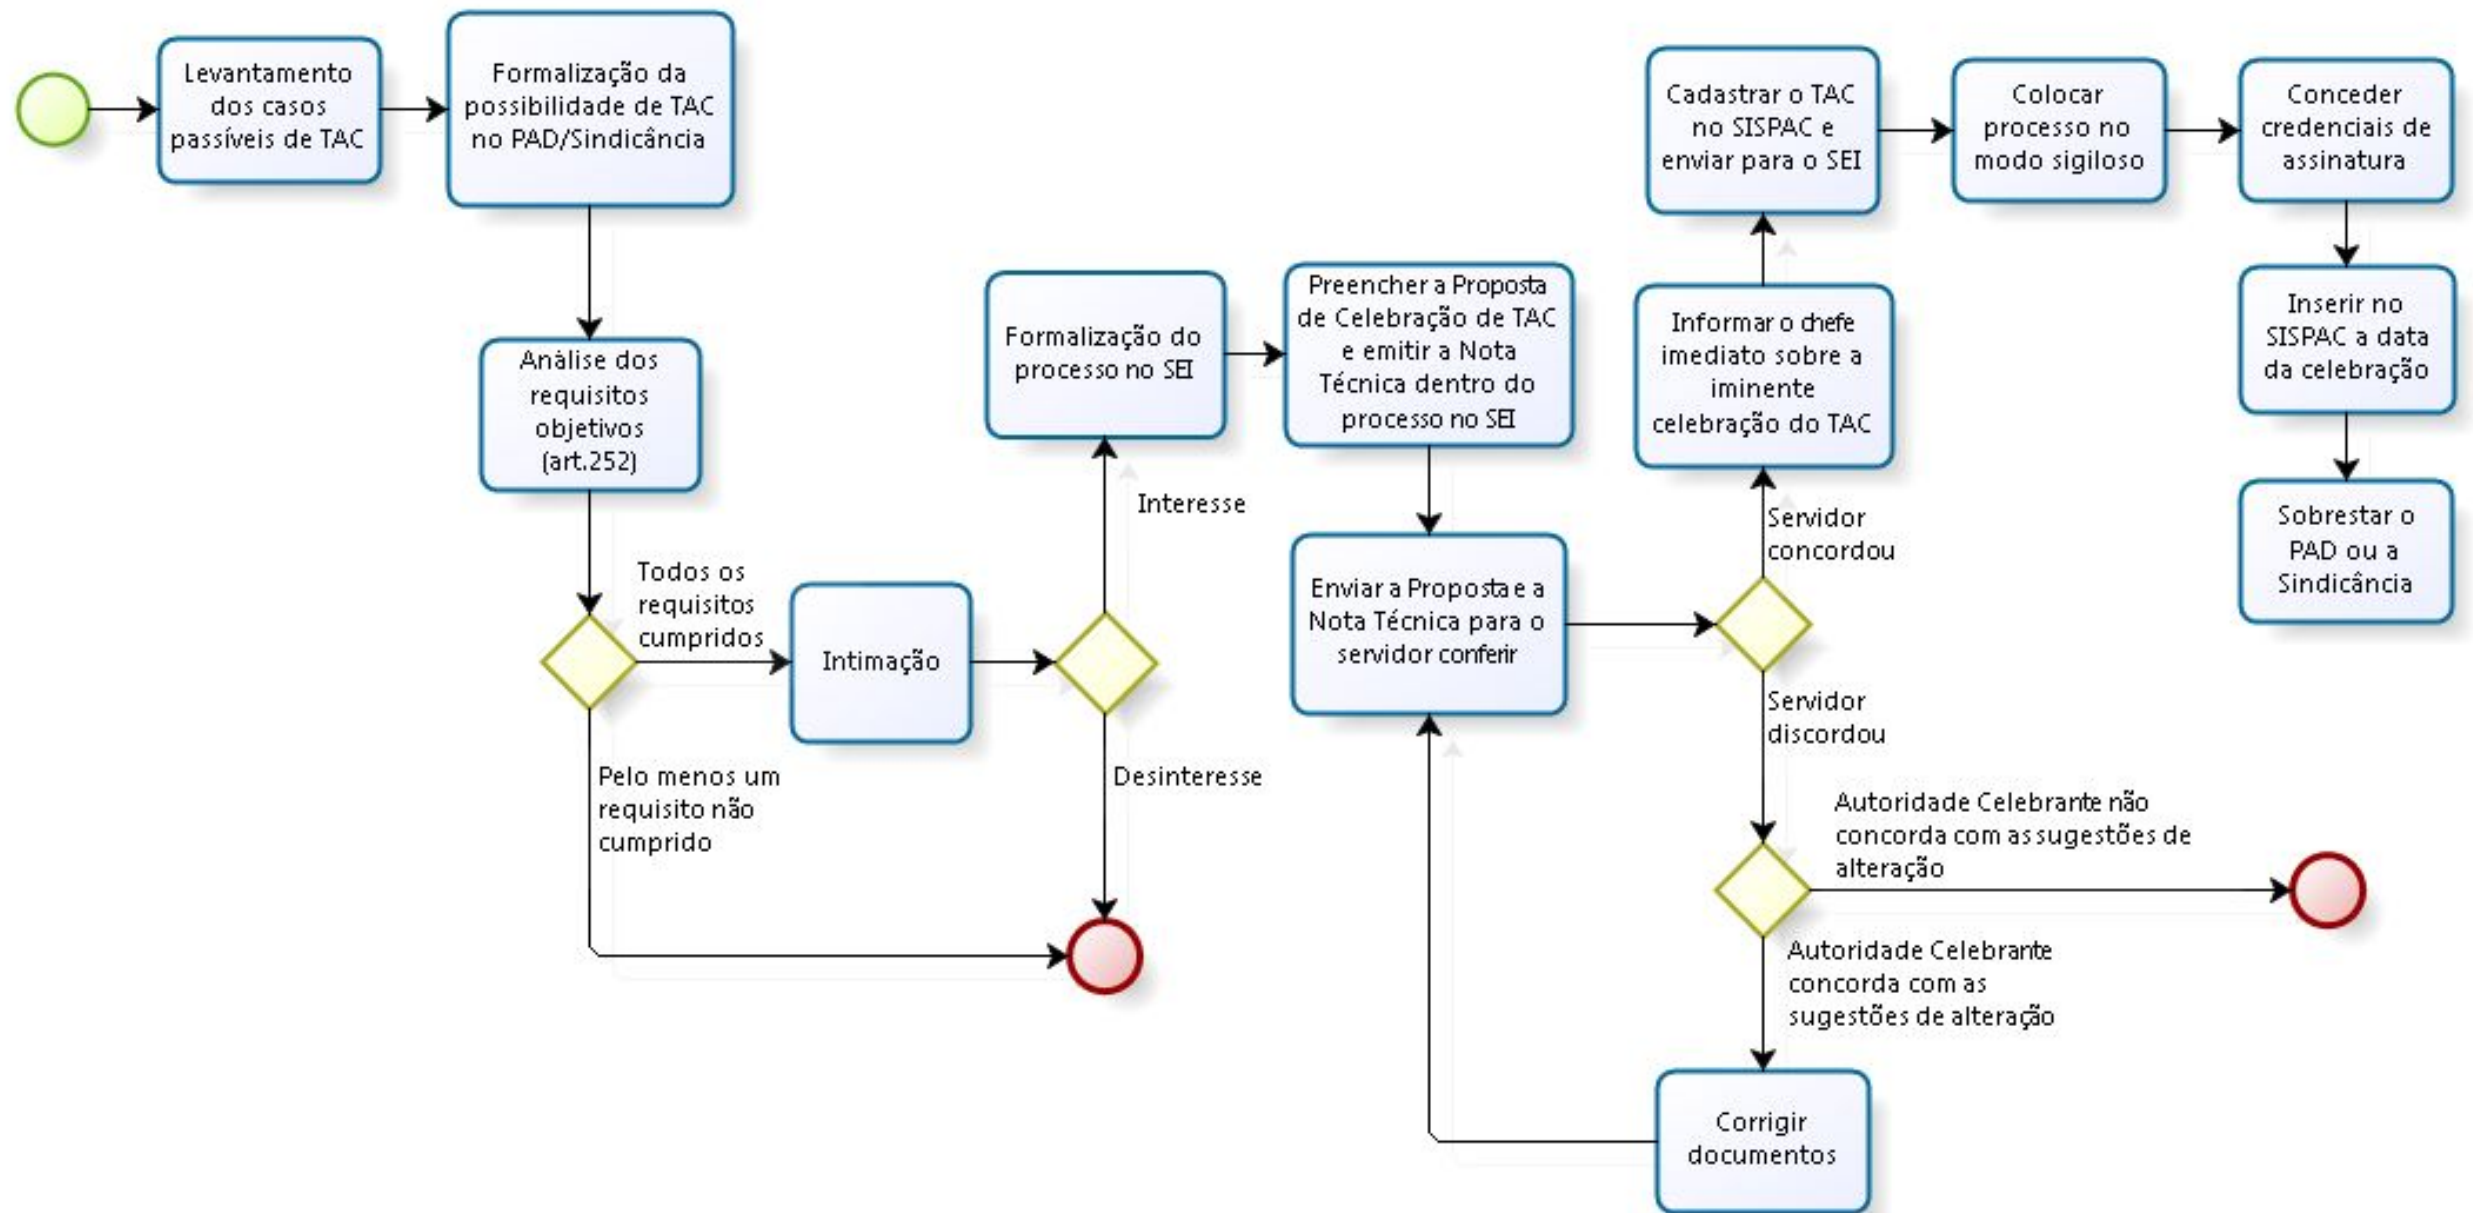 Levantamento
dos casos
passíveis de TAC
Formalização da
possibilidade de TAC
no PAD/Sindicância
Análise dos
requisitos
objetivos
(art.252)
Todos os
requisitos
cumpridos
Pelo menos um
requisito não
cumprido
Intimação
Interesse
Desinteresse
Formalização do
processo no SEI
Preencher a Proposta
de Celebração de TAC
e emitir a Nota
Técnica dentro do
processo no SEI
Enviar a Proposta e a
Nota Técnica para o
servidor conferir
Servidor
concordou
Servidor
discordou
Informar o chefe
imediato sobre a
iminente
celebração do TAC
Cadastrar o TAC
no SISPAC e
enviar para o SEI
Colocar
processo no
modo sigiloso
Conceder
credenciais de
assinatura
Inserir no
SISPAC a data
da celebração
Sobrestar o
PAD ou a
Sindicância
Autoridade Celebrante não
concorda com as sugestões de
alteração
Autoridade Celebrante
concorda com as
sugestões de alteração
Corrigir
documentos